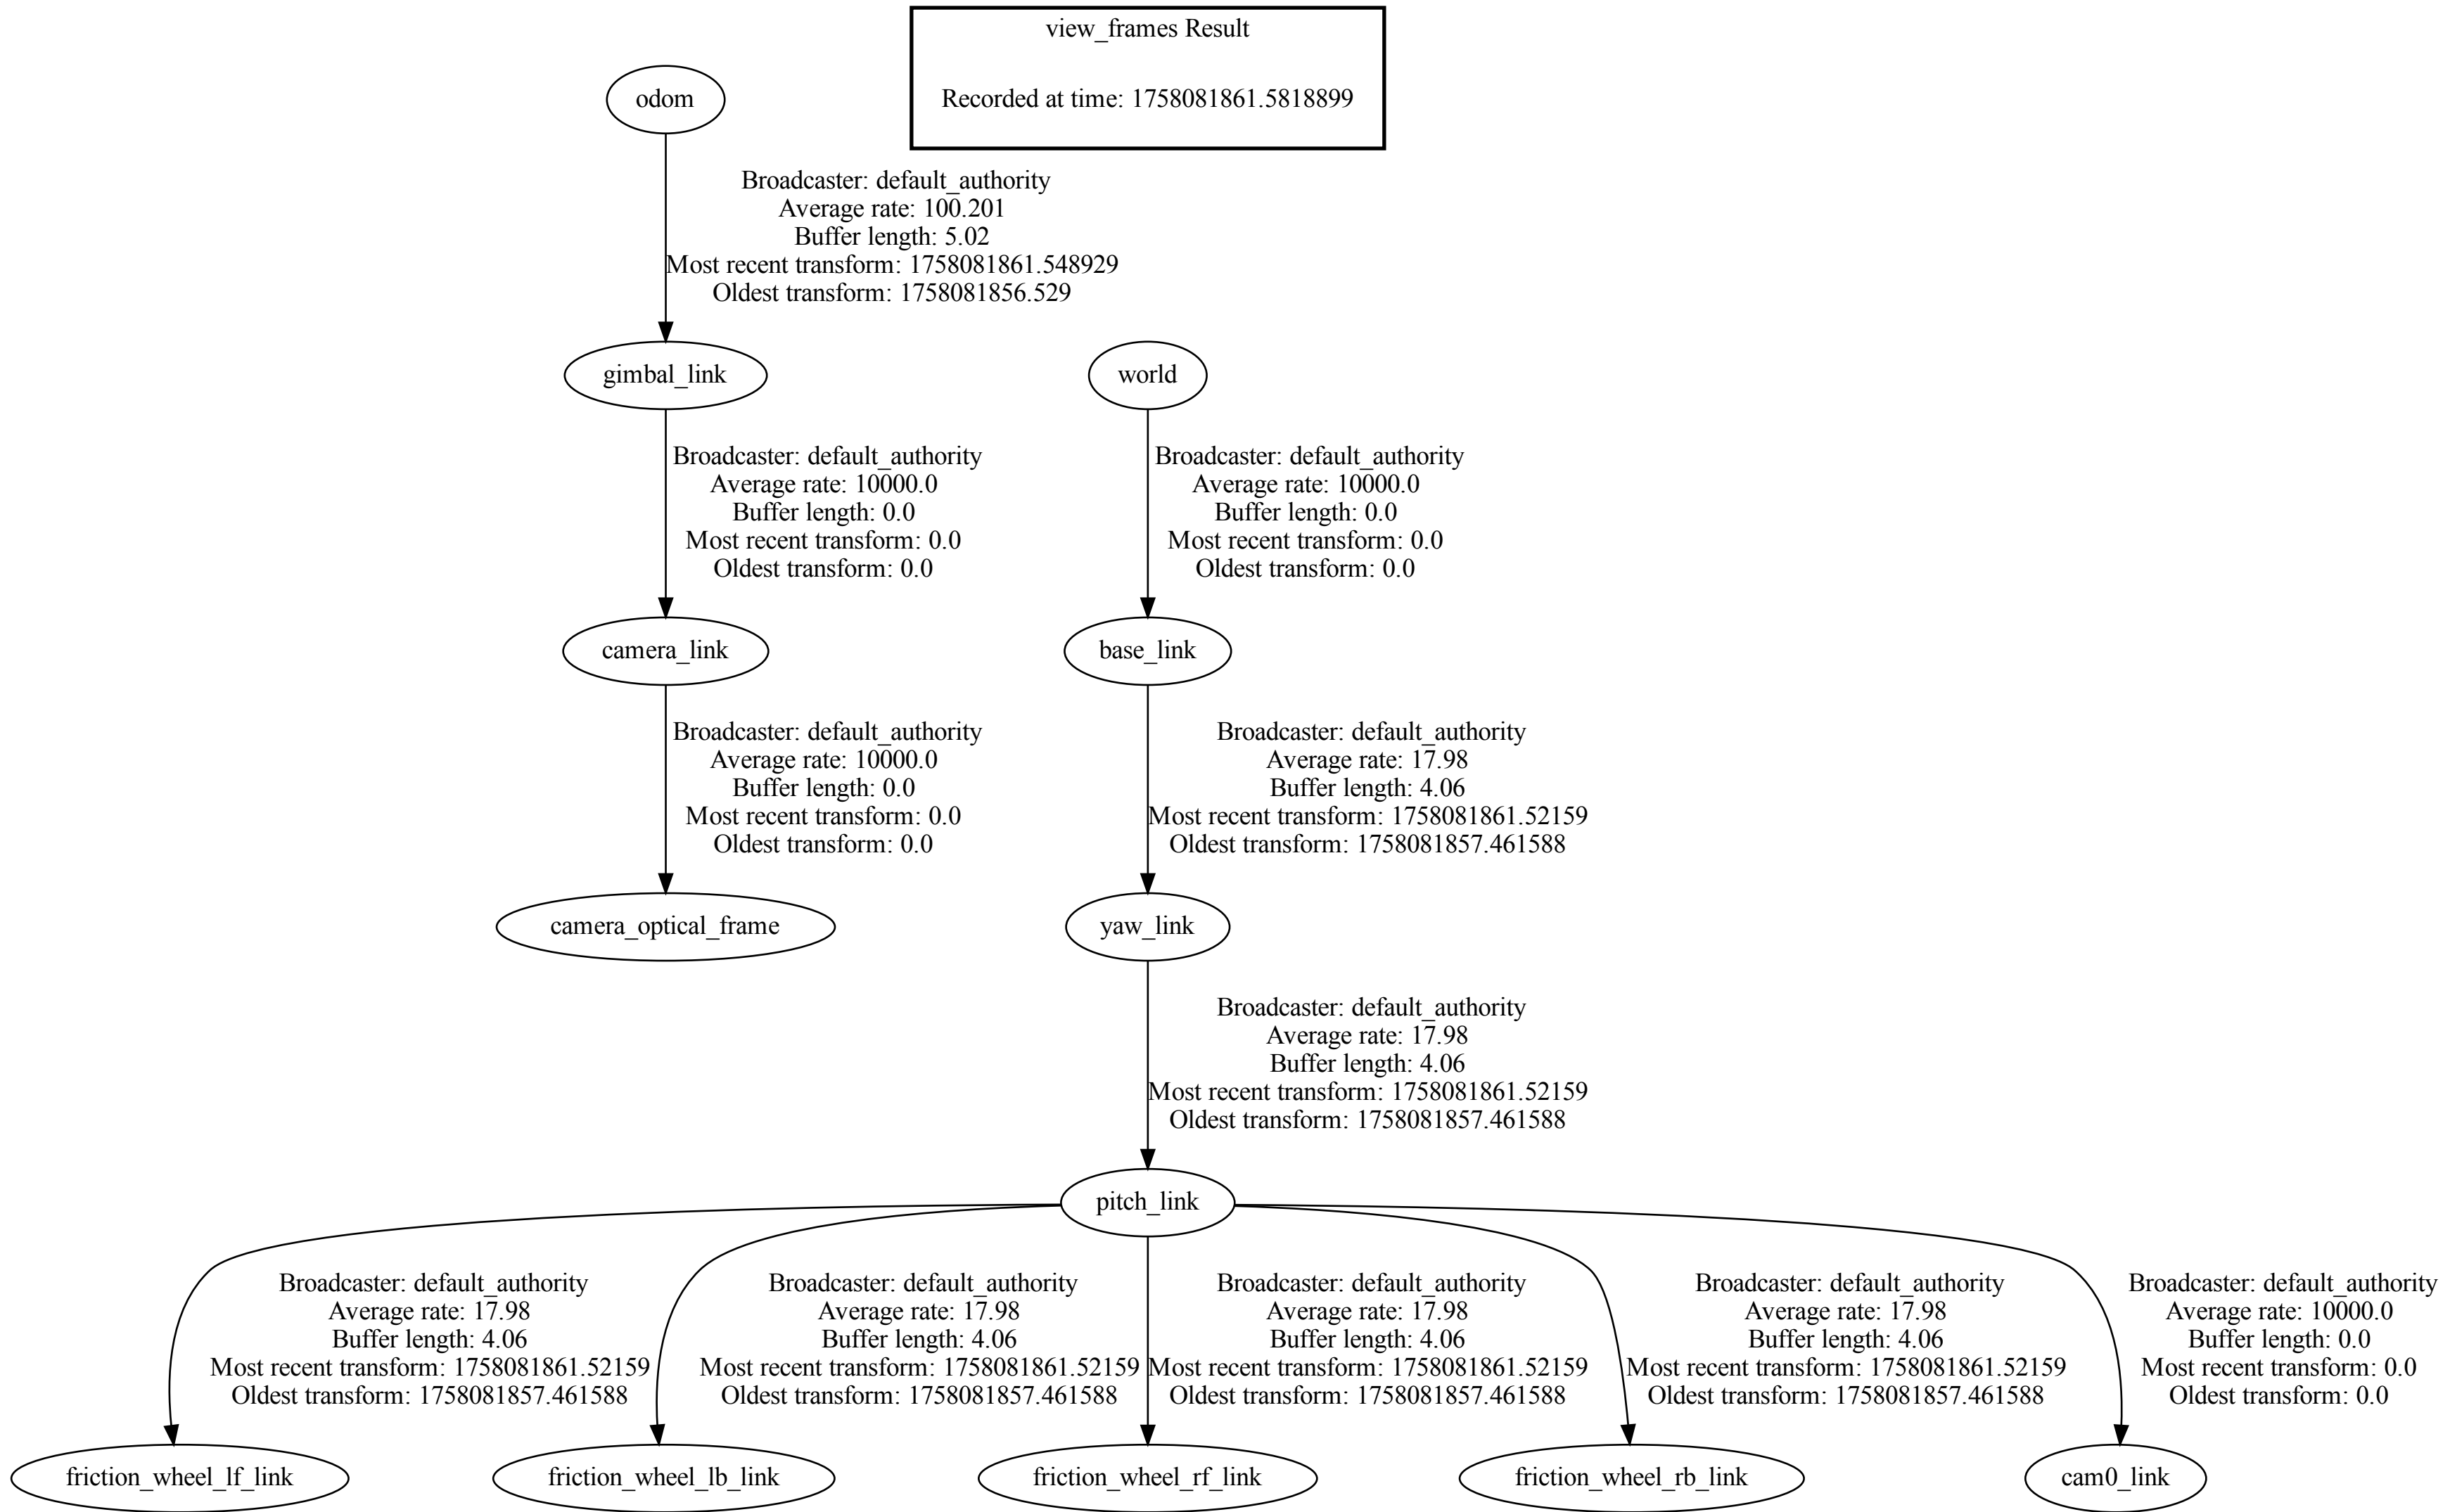 view_frames Result
Recorded at time: 1758081861.5818899
odom
Broadcaster: default_authority
Average rate: 100.201
Buffer length: 5.02
Most recent transform: 1758081861.548929
Oldest transform: 1758081856.529
gimbal_link
world
Broadcaster: default_authority
Average rate: 10000.0
Buffer length: 0.0
Most recent transform: 0.0
Oldest transform: 0.0
Broadcaster: default_authority
Average rate: 10000.0
Buffer length: 0.0
Most recent transform: 0.0
Oldest transform: 0.0
camera_link
base_link
Broadcaster: default_authority
Average rate: 10000.0
Buffer length: 0.0
Most recent transform: 0.0
Oldest transform: 0.0
Broadcaster: default_authority
Average rate: 17.98
Buffer length: 4.06
Most recent transform: 1758081861.52159
Oldest transform: 1758081857.461588
camera_optical_frame
yaw_link
Broadcaster: default_authority
Average rate: 17.98
Buffer length: 4.06
Most recent transform: 1758081861.52159
Oldest transform: 1758081857.461588
pitch_link
Broadcaster: default_authority
Average rate: 17.98
Buffer length: 4.06
Most recent transform: 1758081861.52159
Oldest transform: 1758081857.461588
Broadcaster: default_authority
Average rate: 17.98
Buffer length: 4.06
Most recent transform: 1758081861.52159
Oldest transform: 1758081857.461588
Broadcaster: default_authority
Average rate: 17.98
Buffer length: 4.06
Most recent transform: 1758081861.52159
Oldest transform: 1758081857.461588
Broadcaster: default_authority
Average rate: 17.98
Buffer length: 4.06
Most recent transform: 1758081861.52159
Oldest transform: 1758081857.461588
Broadcaster: default_authority
Average rate: 10000.0
Buffer length: 0.0
Most recent transform: 0.0
Oldest transform: 0.0
friction_wheel_lf_link
friction_wheel_lb_link
friction_wheel_rf_link
friction_wheel_rb_link
cam0_link